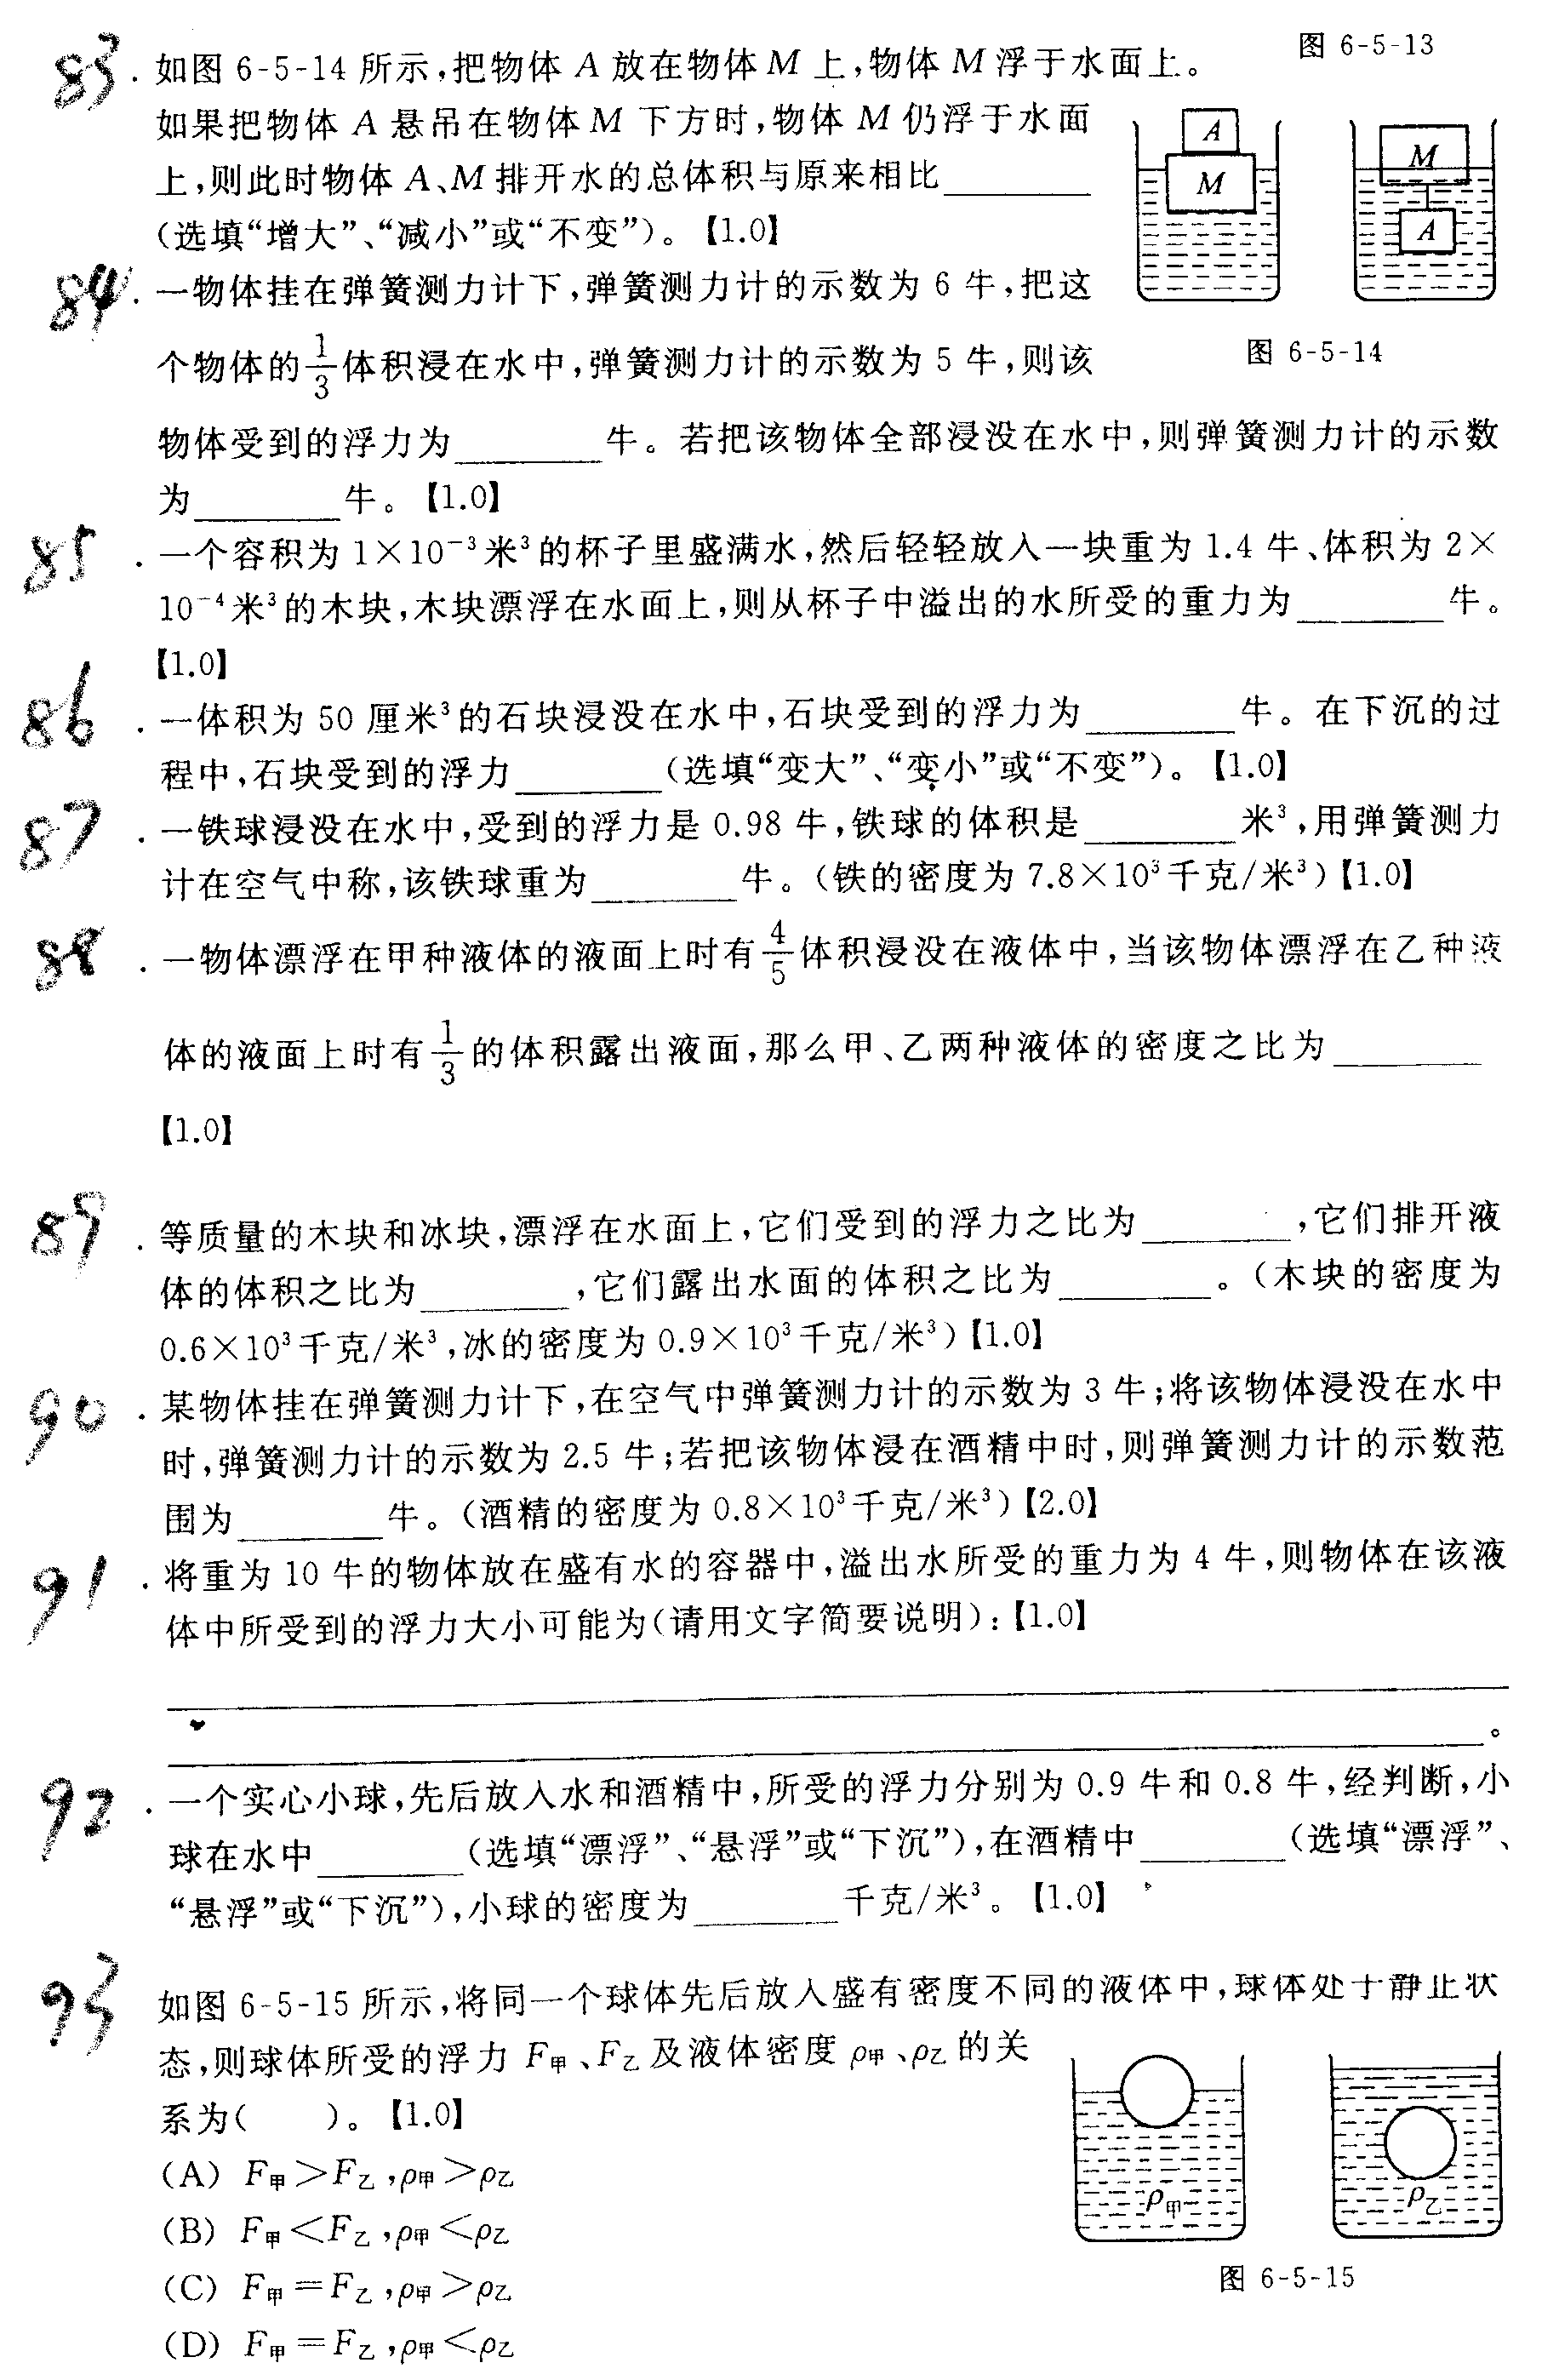 图 6-5-13
83. 如图 6-5-14 所示,把物体 A 放在物体 M 上,物体 M 浮于水面上。
如果把物体 A 悬吊在物体 M 下方时,物体 M 仍浮于水面
上,则此时物体 A、M 排开水的总体积与原来相比________
(选填“增大”、“减小”或“不变”)。【1.0】
A
M
M
A
图 6-5-14
84. 一物体挂在弹簧测力计下,弹簧测力计的示数为 6 牛,把这
个物体的1/3体积浸在水中,弹簧测力计的示数为 5 牛,则该
物体受到的浮力为________牛。若把该物体全部浸没在水中,则弹簧测力计的示数
为________牛。【1.0】
85. 一个容积为 1×10⁻³米³的杯子里盛满水,然后轻轻放入一块重为 1.4 牛、体积为 2×
10⁻⁴米³的木块,木块漂浮在水面上,则从杯子中溢出的水所受的重力为________牛。
【1.0】
86. 一体积为 50 厘米³的石块浸没在水中,石块受到的浮力为________牛。在下沉的过
程中,石块受到的浮力________(选填“变大”、“变小”或“不变”)。【1.0】
87. 一铁球浸没在水中,受到的浮力是 0.98 牛,铁球的体积是________米³,用弹簧测力
计在空气中称,该铁球重为________牛。(铁的密度为 7.8×10³千克/米³)【1.0】
88. 一物体漂浮在甲种液体的液面上时有4/5体积浸没在液体中,当该物体漂浮在乙种液
体的液面上时有1/3的体积露出液面,那么甲、乙两种液体的密度之比为________
【1.0】
89. 等质量的木块和冰块,漂浮在水面上,它们受到的浮力之比为________,它们排开液
体的体积之比为________,它们露出水面的体积之比为________。(木块的密度为
0.6×10³千克/米³,冰的密度为 0.9×10³千克/米³)【1.0】
90. 某物体挂在弹簧测力计下,在空气中弹簧测力计的示数为 3 牛;将该物体浸没在水中
时,弹簧测力计的示数为 2.5 牛;若把该物体浸在酒精中时,则弹簧测力计的示数范
围为________牛。(酒精的密度为 0.8×10³千克/米³)【2.0】
91. 将重为 10 牛的物体放在盛有水的容器中,溢出水所受的重力为 4 牛,则物体在该液
体中所受到的浮力大小可能为(请用文字简要说明):【1.0】
________。
92. 一个实心小球,先后放入水和酒精中,所受的浮力分别为 0.9 牛和 0.8 牛,经判断,小
球在水中________(选填“漂浮”、“悬浮”或“下沉”),在酒精中________(选填“漂浮”、
“悬浮”或“下沉”),小球的密度为________千克/米³。【1.0】
93 如图 6-5-15 所示,将同一个球体先后放入盛有密度不同的液体中,球体处于静止状
态,则球体所受的浮力 F甲、F乙及液体密度 ρ甲、ρ乙的关
系为(    )。【1.0】
(A) F甲>F乙,ρ甲>ρ乙
(B) F甲<F乙,ρ甲<ρ乙
(C) F甲=F乙,ρ甲>ρ乙
(D) F甲=F乙,ρ甲<ρ乙
ρ甲
ρ乙
图 6-5-15